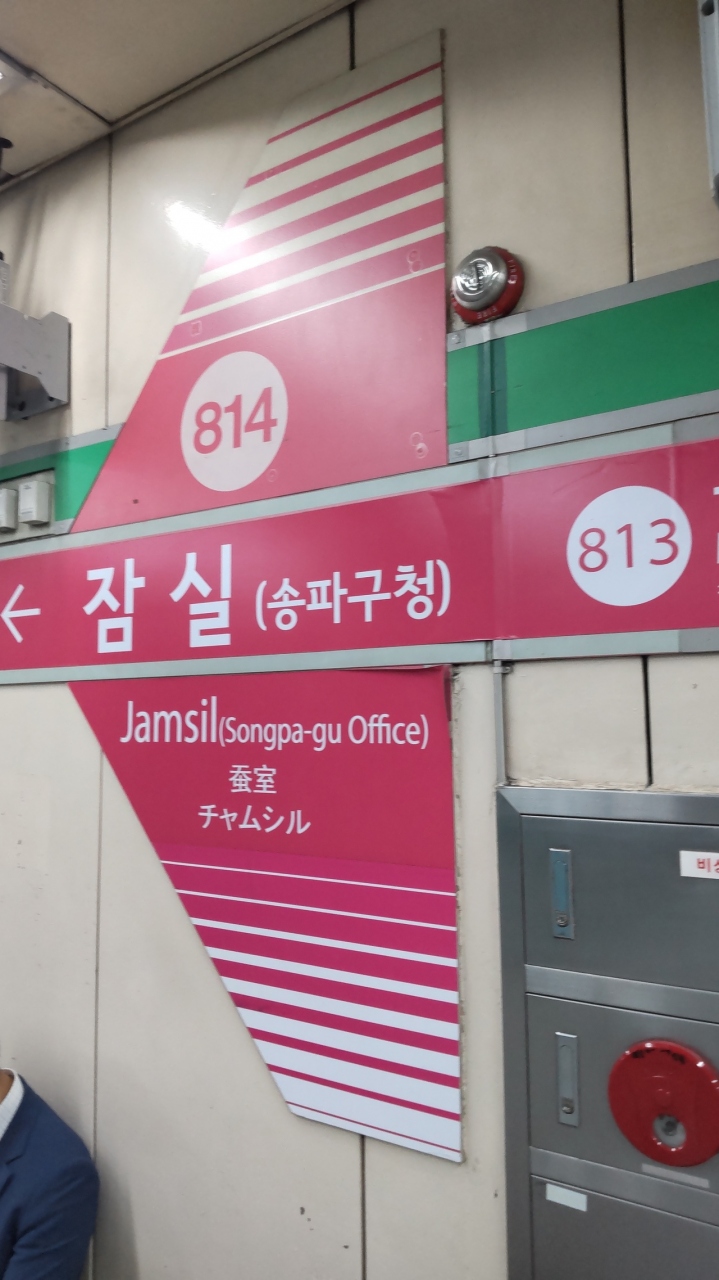 814
← 잠실 (송파구청)
813
Jamsil(Songpa-gu Office)
蚕室
チャムシル